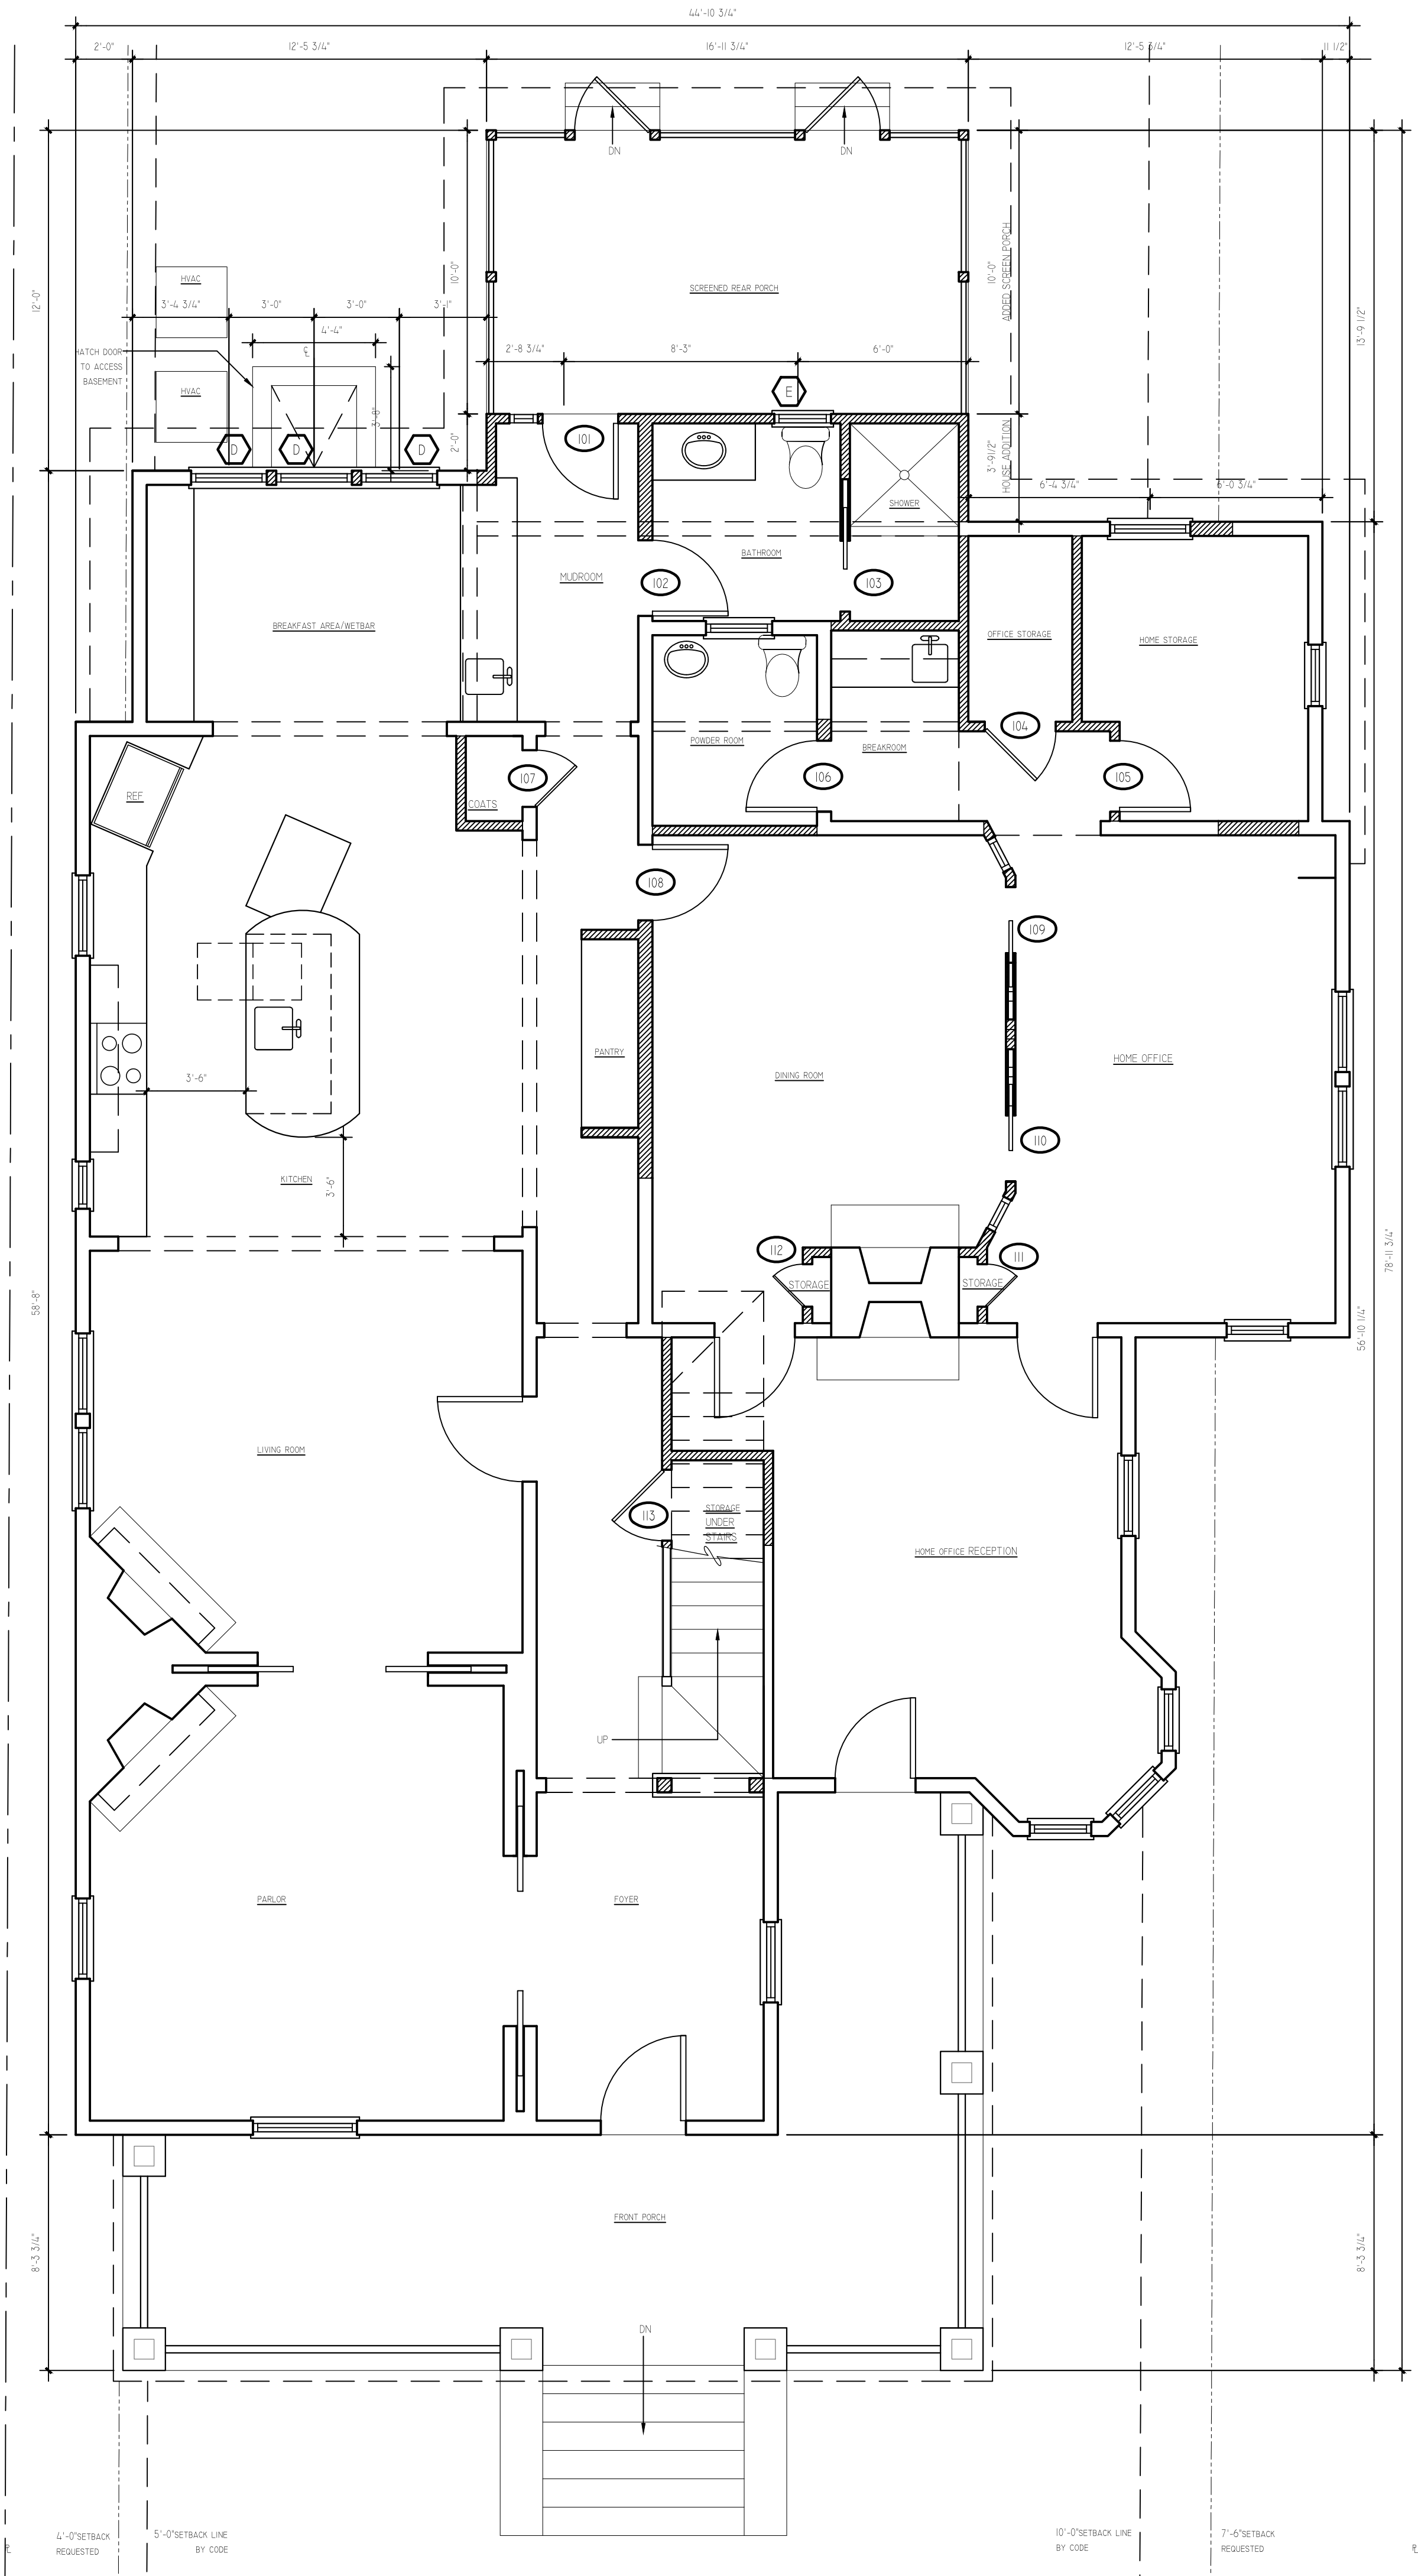 44'-10 3/4"
2'-0"
12'-5 3/4"
16'-11 3/4"
12'-5 3/4"
11 1/2"
DN
DN
12'-0"
10'-0"
10'-0"
ADDED SCREEN PORCH
13'-9 1/2"
HVAC
SCREENED REAR PORCH
3'-4 3/4"
3'-0"
3'-0"
3'-1"
4'-4"
HATCH DOOR
TO ACCESS
BASEMENT
2'-8 3/4"
8'-3"
6'-0"
HVAC
E
3'-8"
2'-0"
D
D
D
101
3'-9 1/2"
HOUSE ADDITION
6'-4 3/4"
6'-0 3/4"
SHOWER
BATHROOM
MUDROOM
102
103
BREAKFAST AREA/WETBAR
OFFICE STORAGE
HOME STORAGE
104
POWDER ROOM
BREAKROOM
107
106
105
REF
COATS
108
109
PANTRY
HOME OFFICE
DINING ROOM
3'-6"
110
KITCHEN
3'-6"
112
111
STORAGE
STORAGE
58'-8"
78'-11 3/4"
56'-10 1/4"
LIVING ROOM
113
STORAGE
UNDER
STAIRS
HOME OFFICE RECEPTION
UP
PARLOR
FOYER
FRONT PORCH
8'-3 3/4"
8'-3 3/4"
DN
4'-0" SETBACK
REQUESTED
5'-0" SETBACK LINE
BY CODE
10'-0" SETBACK LINE
BY CODE
7'-6" SETBACK
REQUESTED